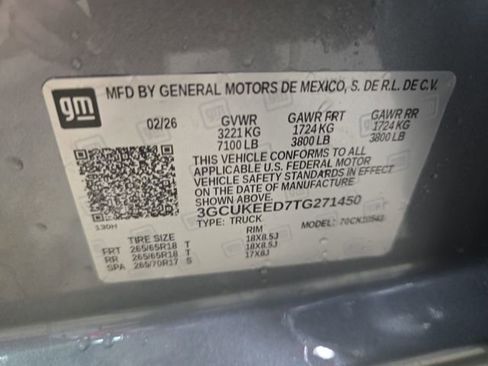 gm
MFD BY GENERAL MOTORS DE MEXICO, S. DE R.L. DE C.V.
02/26 GVWR GAWR FRT GAWR RR
3221 KG 1724 KG 1724 KG
7100 LB 3800 LB 3800 LB
THIS VEHICLE CONFORMS TO ALL
APPLICABLE U.S. FEDERAL MOTOR
VEHICLE SAFETY STANDARDS IN EFFECT
ON THE DATE OF MANUFACTURE
SHOWN ABOVE.
3GCUKEED7TG271450
TYPE: TRUCK MODEL:
130H
TIRE SIZE RIM
FRT 265/65R18 T 18X8.5J
RR 265/65R18 T 18X8.5J
SPA 265/70R17 S 17X8J